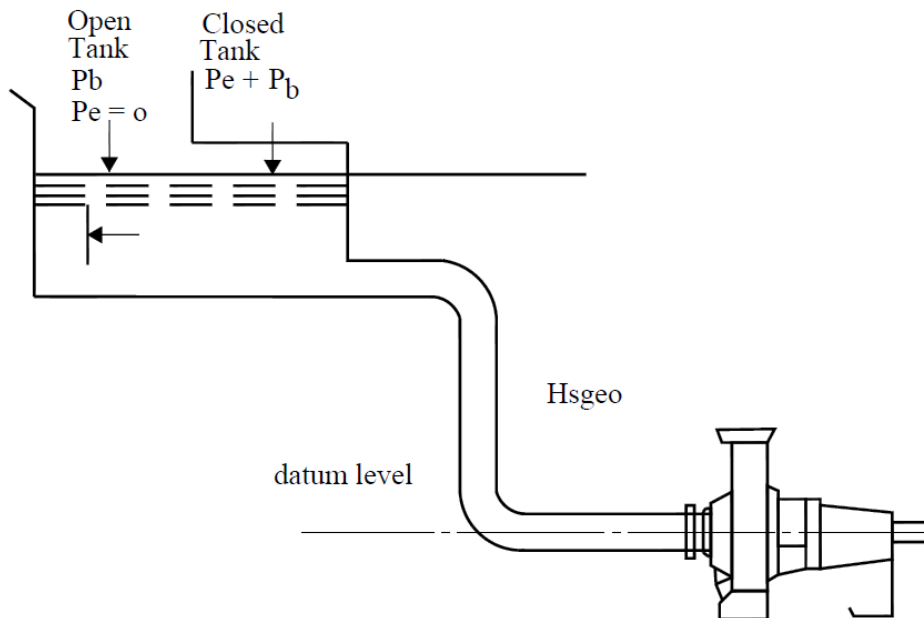 Open
Tank
Pb
Pe = o
Closed
Tank
Pe + Pb
Hsgeo
datum level